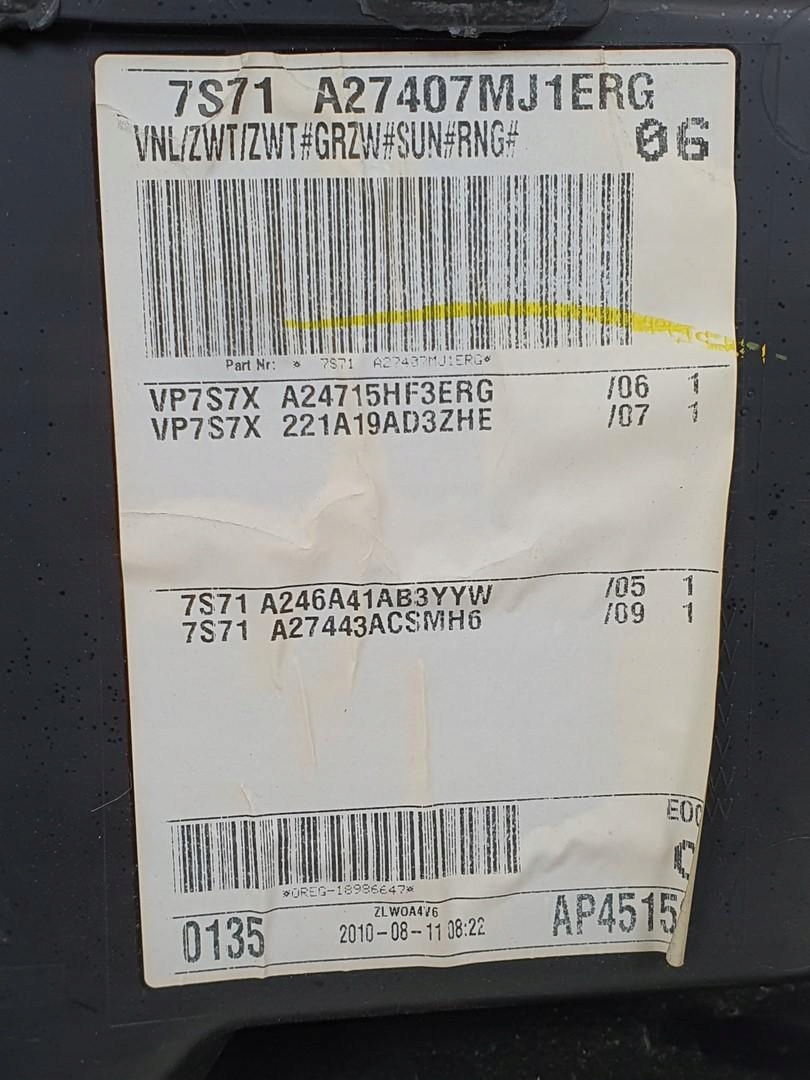 7S71 A27407MJ1ERG
VNL/ZWT/ZWT#GRZW#SUN#RNG#
06
Part Nr: * 7S71 A27407MJ1ERG*
VP7S7X A24715HF3ERG /06 1
VP7S7X 221A19AD3ZHE /07 1
7S71 A246A41AB3YYW /05 1
7S71 A27443ACSMH6 /09 1
*OREG-18986647*
0135
ZLWOA4V6
2010-08-11 08:22
AP4515